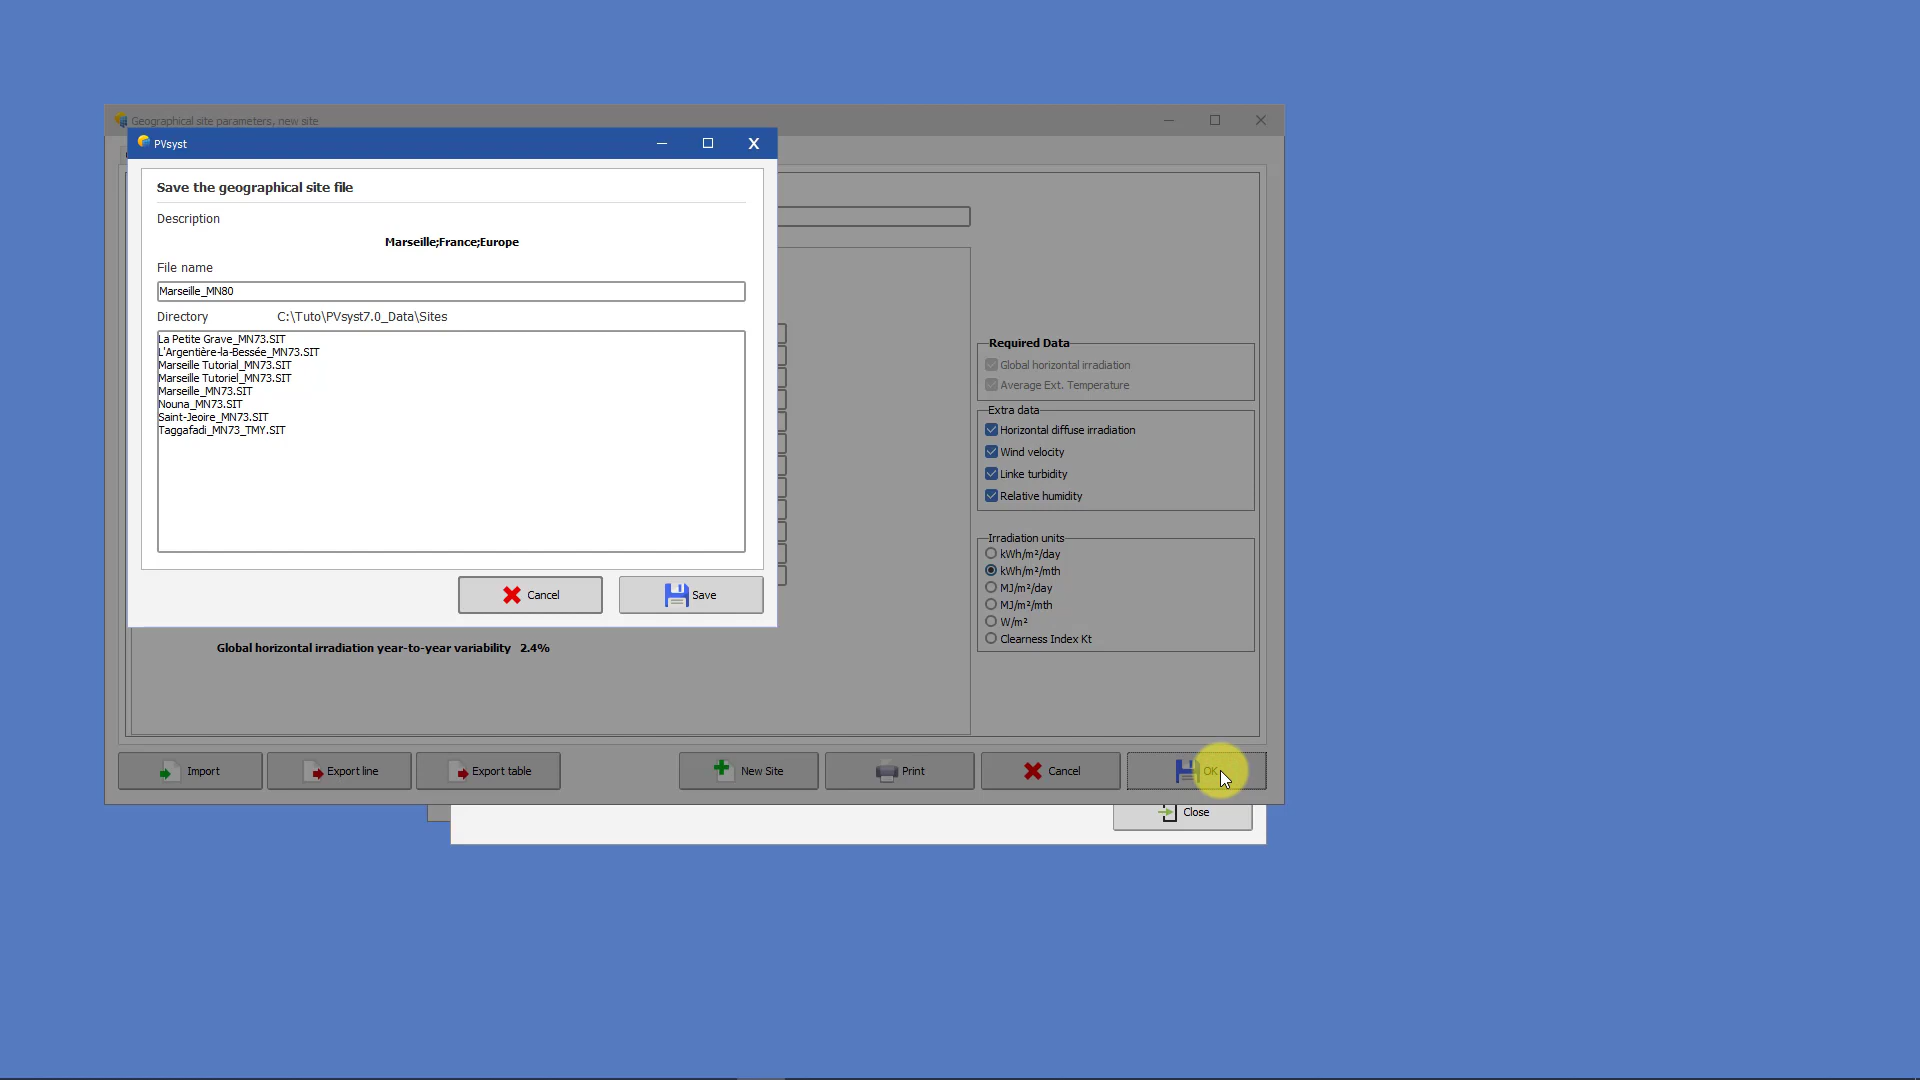 Geographical site parameters, new site
PVsyst
Save the geographical site file
Description
Marseille;France;Europe
File name
Marseille_MN80
Directory C:\Tuto\PVsyst7.0_Data\Sites
La Petite Grave_MN73.SIT
L'Argentière-la-Bessée_MN73.SIT
Marseille Tutorial_MN73.SIT
Marseille Tutoriel_MN73.SIT
Marseille_MN73.SIT
Nouna_MN73.SIT
Saint-Jeoire_MN73.SIT
Taggafadi_MN73_TMY.SIT
Cancel
Save
Required Data
Global horizontal irradiation
Average Ext. Temperature
Extra data
Horizontal diffuse irradiation
Wind velocity
Linke turbidity
Relative humidity
Irradiation units
kWh/m²/day
kWh/m²/mth
MJ/m²/day
MJ/m²/mth
W/m²
Clearness Index Kt
Global horizontal irradiation year-to-year variability 2.4%
Import
Export line
Export table
New Site
Print
Cancel
OK
Close